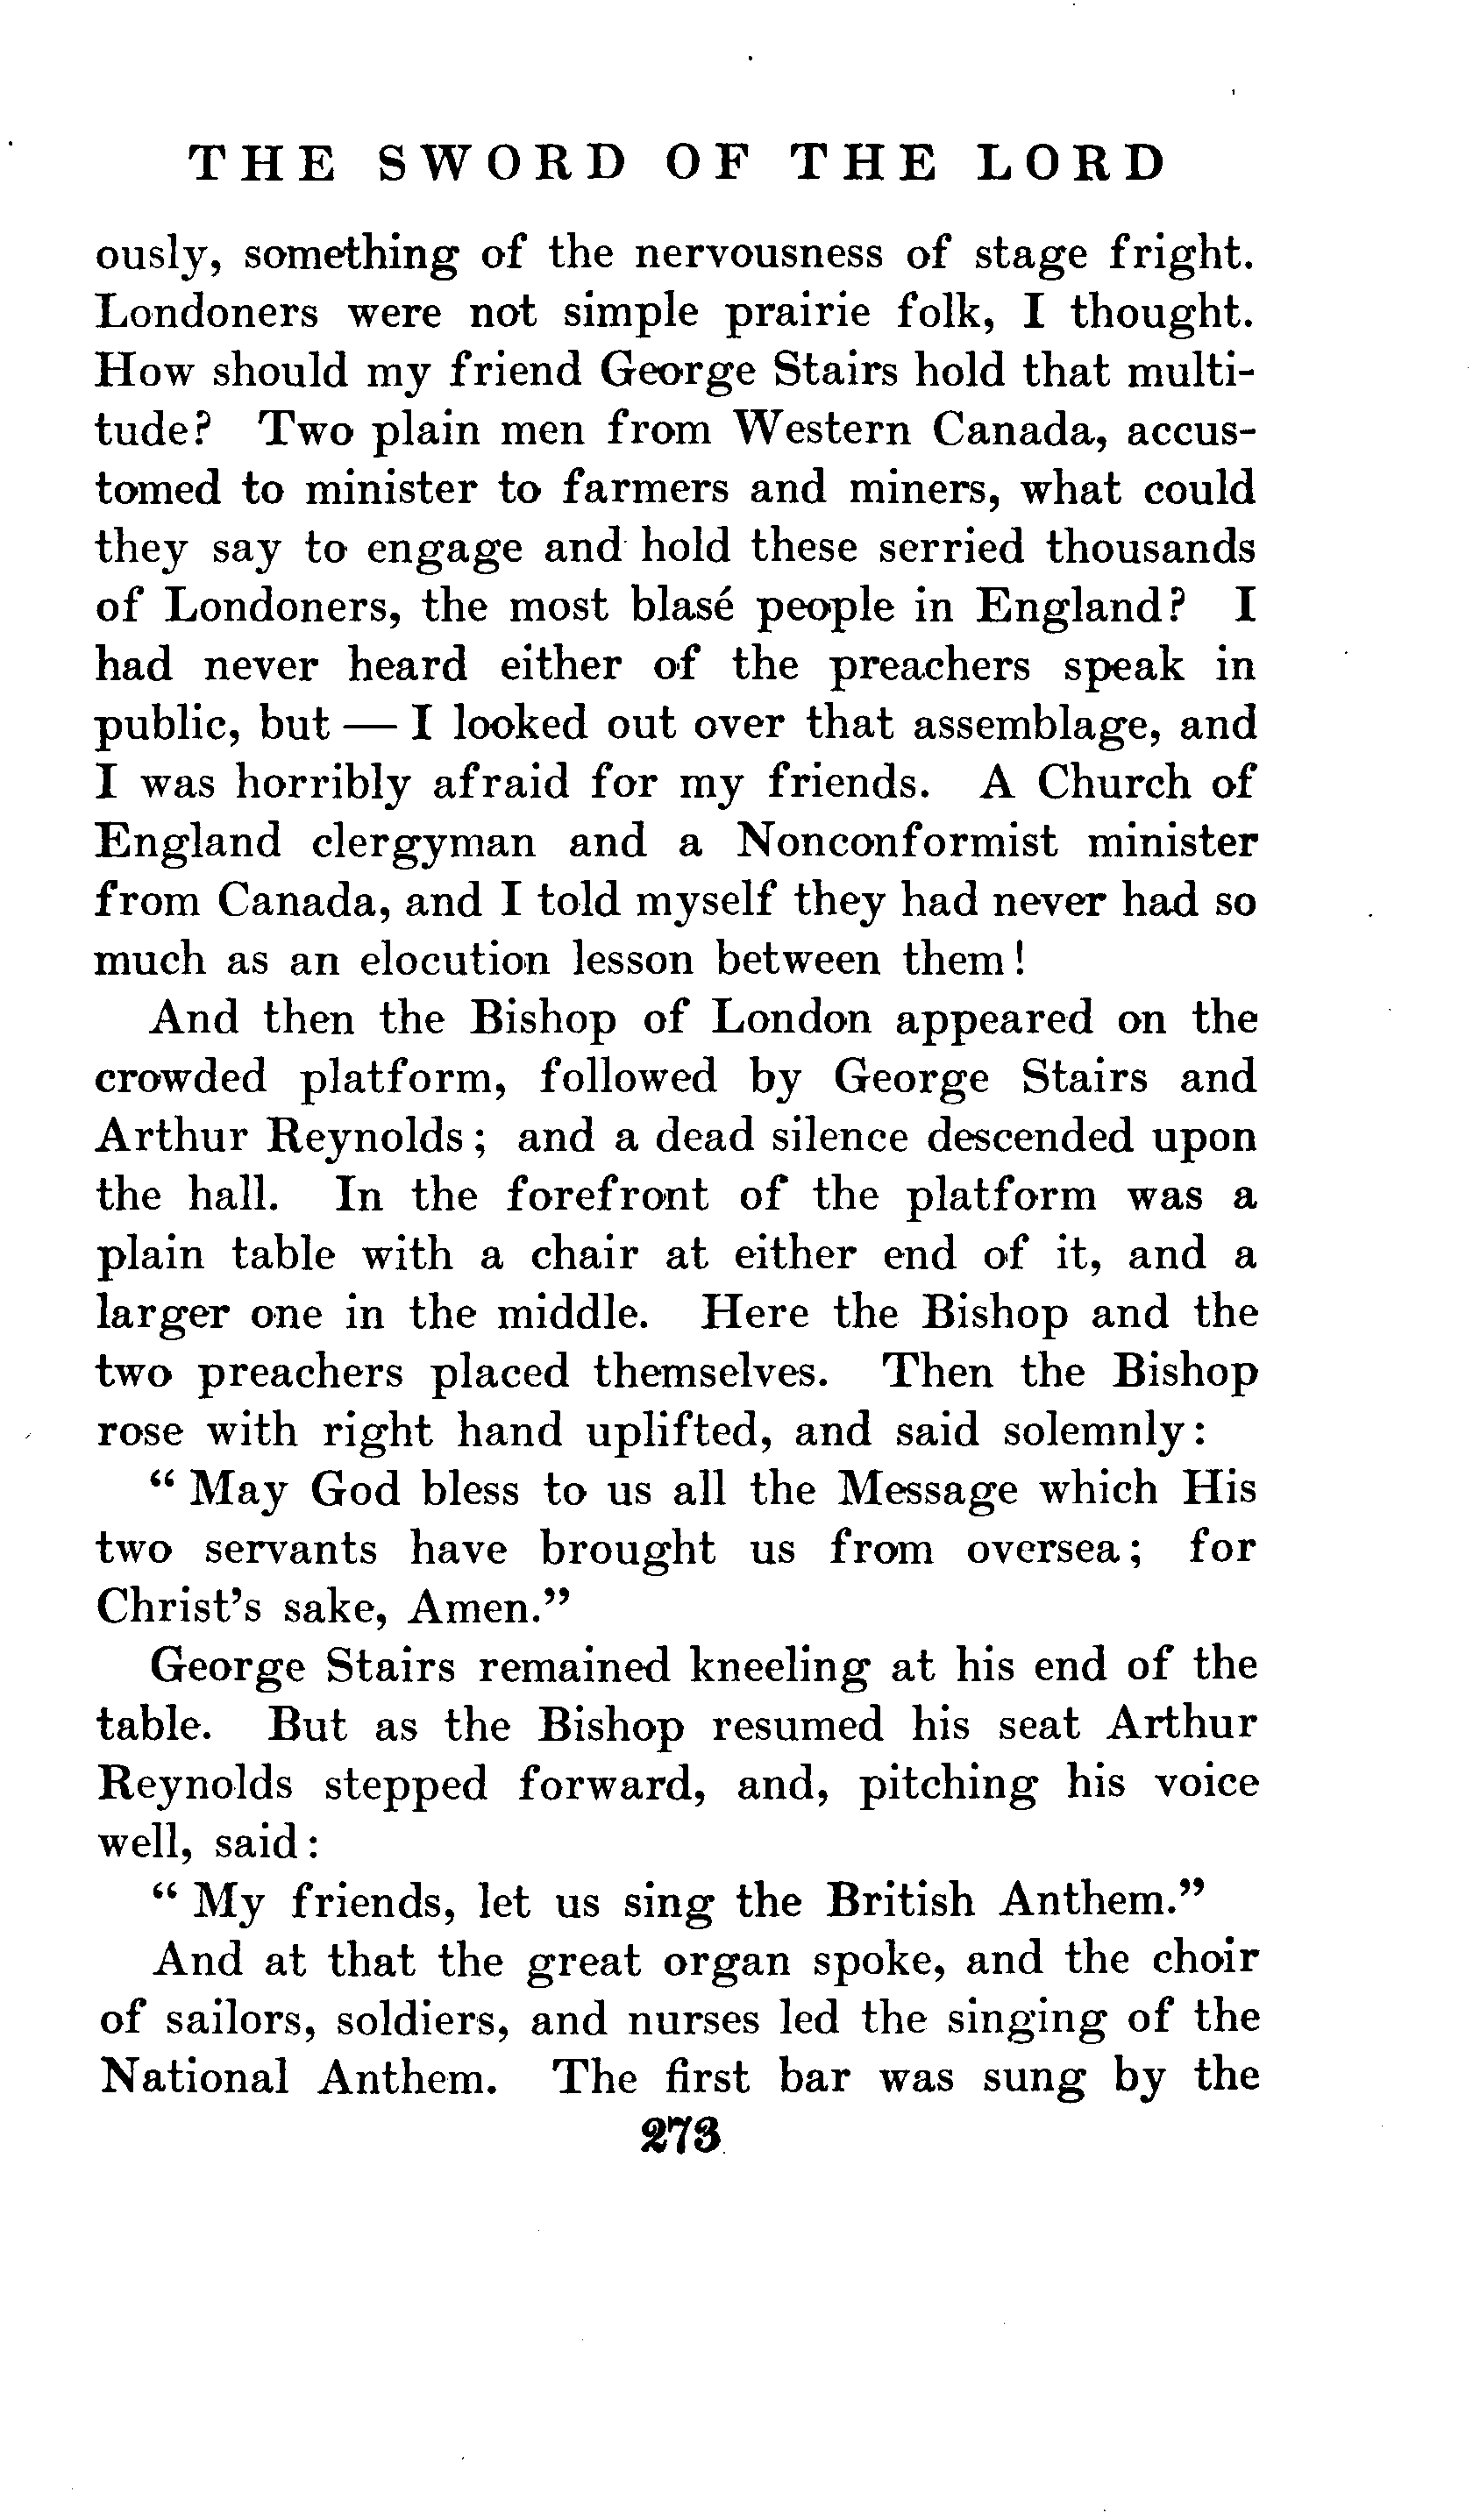 THE SWORD OF THE LORD
ously, something of the nervousness of stage fright.
Londoners were not simple prairie folk, I thought.
How should my friend George Stairs hold that multi-
tude? Two plain men from Western Canada, accus-
tomed to minister to farmers and miners, what could
they say to engage and hold these serried thousands
of Londoners, the most blasé people in England? I
had never heard either of the preachers speak in
public, but — I looked out over that assemblage, and
I was horribly afraid for my friends. A Church of
England clergyman and a Nonconformist minister
from Canada, and I told myself they had never had so
much as an elocution lesson between them!
And then the Bishop of London appeared on the
crowded platform, followed by George Stairs and
Arthur Reynolds; and a dead silence descended upon
the hall. In the forefront of the platform was a
plain table with a chair at either end of it, and a
larger one in the middle. Here the Bishop and the
two preachers placed themselves. Then the Bishop
rose with right hand uplifted, and said solemnly:
“ May God bless to us all the Message which His
two servants have brought us from oversea; for
Christ’s sake, Amen.”
George Stairs remained kneeling at his end of the
table. But as the Bishop resumed his seat Arthur
Reynolds stepped forward, and, pitching his voice
well, said:
“ My friends, let us sing the British Anthem.”
And at that the great organ spoke, and the choir
of sailors, soldiers, and nurses led the singing of the
National Anthem. The first bar was sung by the
273